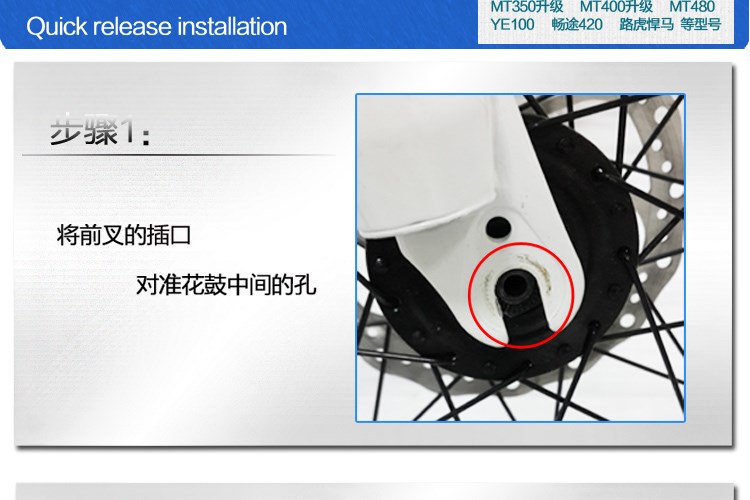 Quick release installation
MT350升级 MT400升级 MT480
YE100 畅途420 路虎悍马 等型号
步骤1:
将前叉的插口
对准花鼓中间的孔